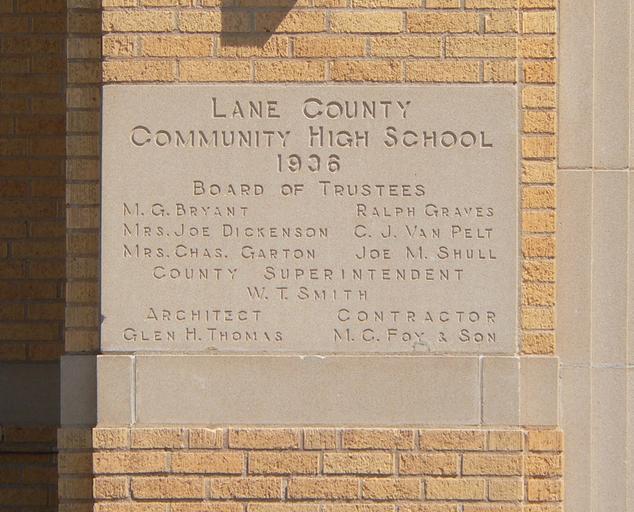 LANE COUNTY
COMMUNITY HIGH SCHOOL
1936
BOARD OF TRUSTEES
M. G. BRYANT RALPH GRAVES
MRS. JOE DICKENSON C. J. VAN PELT
MRS. CHAS. GARTON JOE M. SHULL
COUNTY SUPERINTENDENT
W. T. SMITH
ARCHITECT CONTRACTOR
GLEN H. THOMAS M. C. FOY & SON